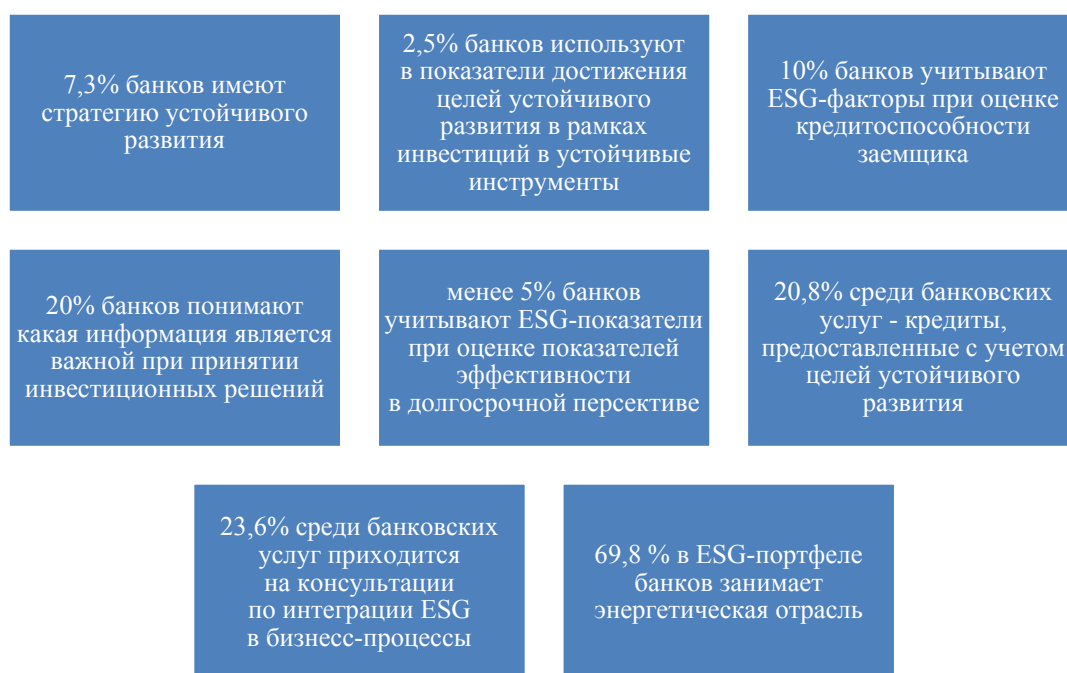 7,3% банков имеют
стратегию устойчивого
развития
2,5% банков используют
в показатели достижения
целей устойчивого
развития в рамках
инвестиций в устойчивые
инструменты
10% банков учитывают
ESG-факторы при оценке
кредитоспособности
заемщика
20% банков понимают
какая информация является
важной при принятии
инвестиционных решений
менее 5% банков
учитывают ESG-показатели
при оценке показателей
эффективности
в долгосрочной персективе
20,8% среди банковских
услуг - кредиты,
предоставленные с учетом
целей устойчивого
развития
23,6% среди банковских
услуг приходится
на консультации
по интеграции ESG
в бизнесс-процессы
69,8 % в ESG-портфеле
банков занимает
энергетическая отрасль